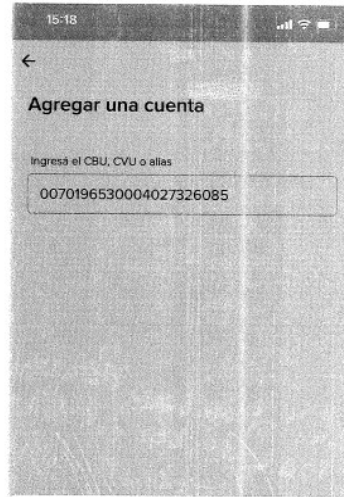 15:18
←
Agregar una cuenta
Ingresá el CBU, CVU o alias
0070196530004027326085